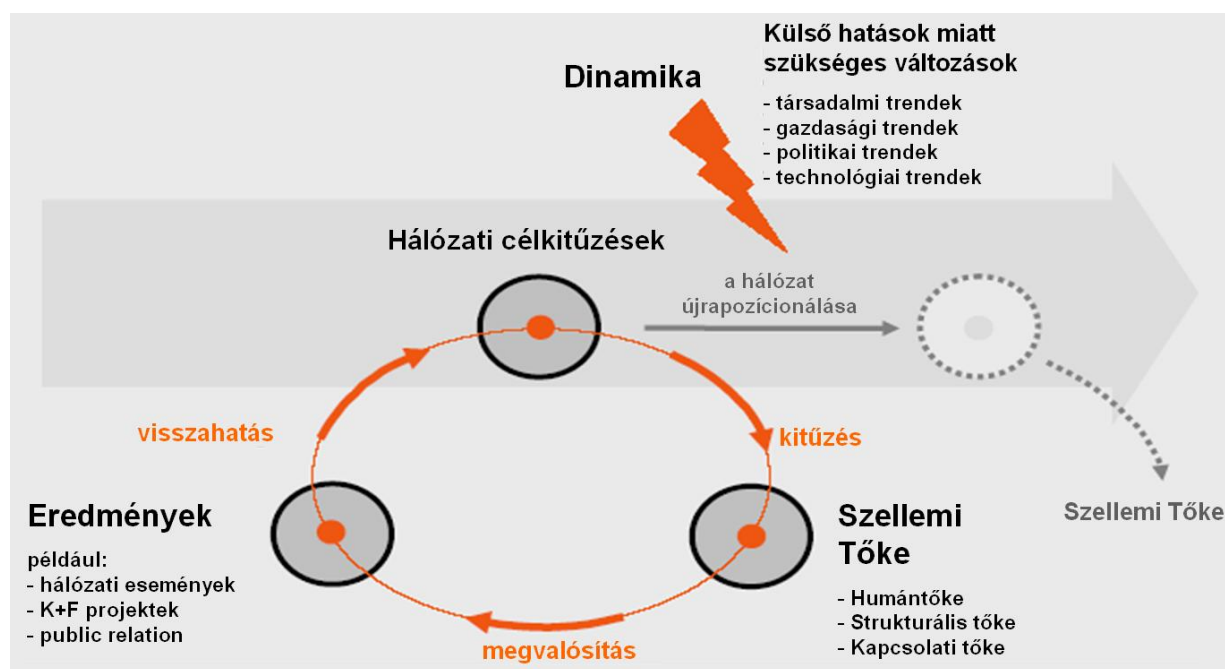 Külső hatások miatt
szükséges változások
- társadalmi trendek
- gazdasági trendek
- politikai trendek
- technológiai trendek
Dinamika
Hálózati célkitűzések
a hálózat
újrapozícionálása
visszahatás
kitűzés
Eredmények
például:
- hálózati események
- K+F projektek
- public relation
megvalósítás
Szellemi
Tőke
- Humántőke
- Strukturális tőke
- Kapcsolati tőke
Szellemi Tőke